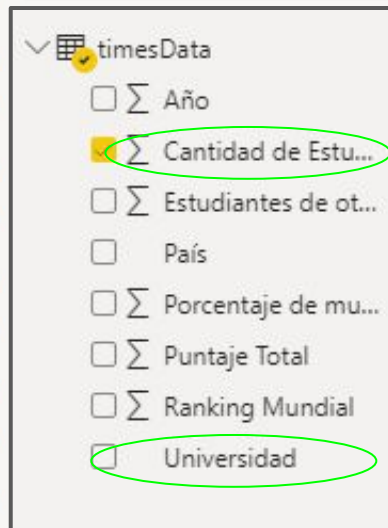 timesData
∑ Año
∑ Cantidad de Estu...
∑ Estudiantes de ot...
País
∑ Porcentaje de mu...
∑ Puntaje Total
∑ Ranking Mundial
Universidad